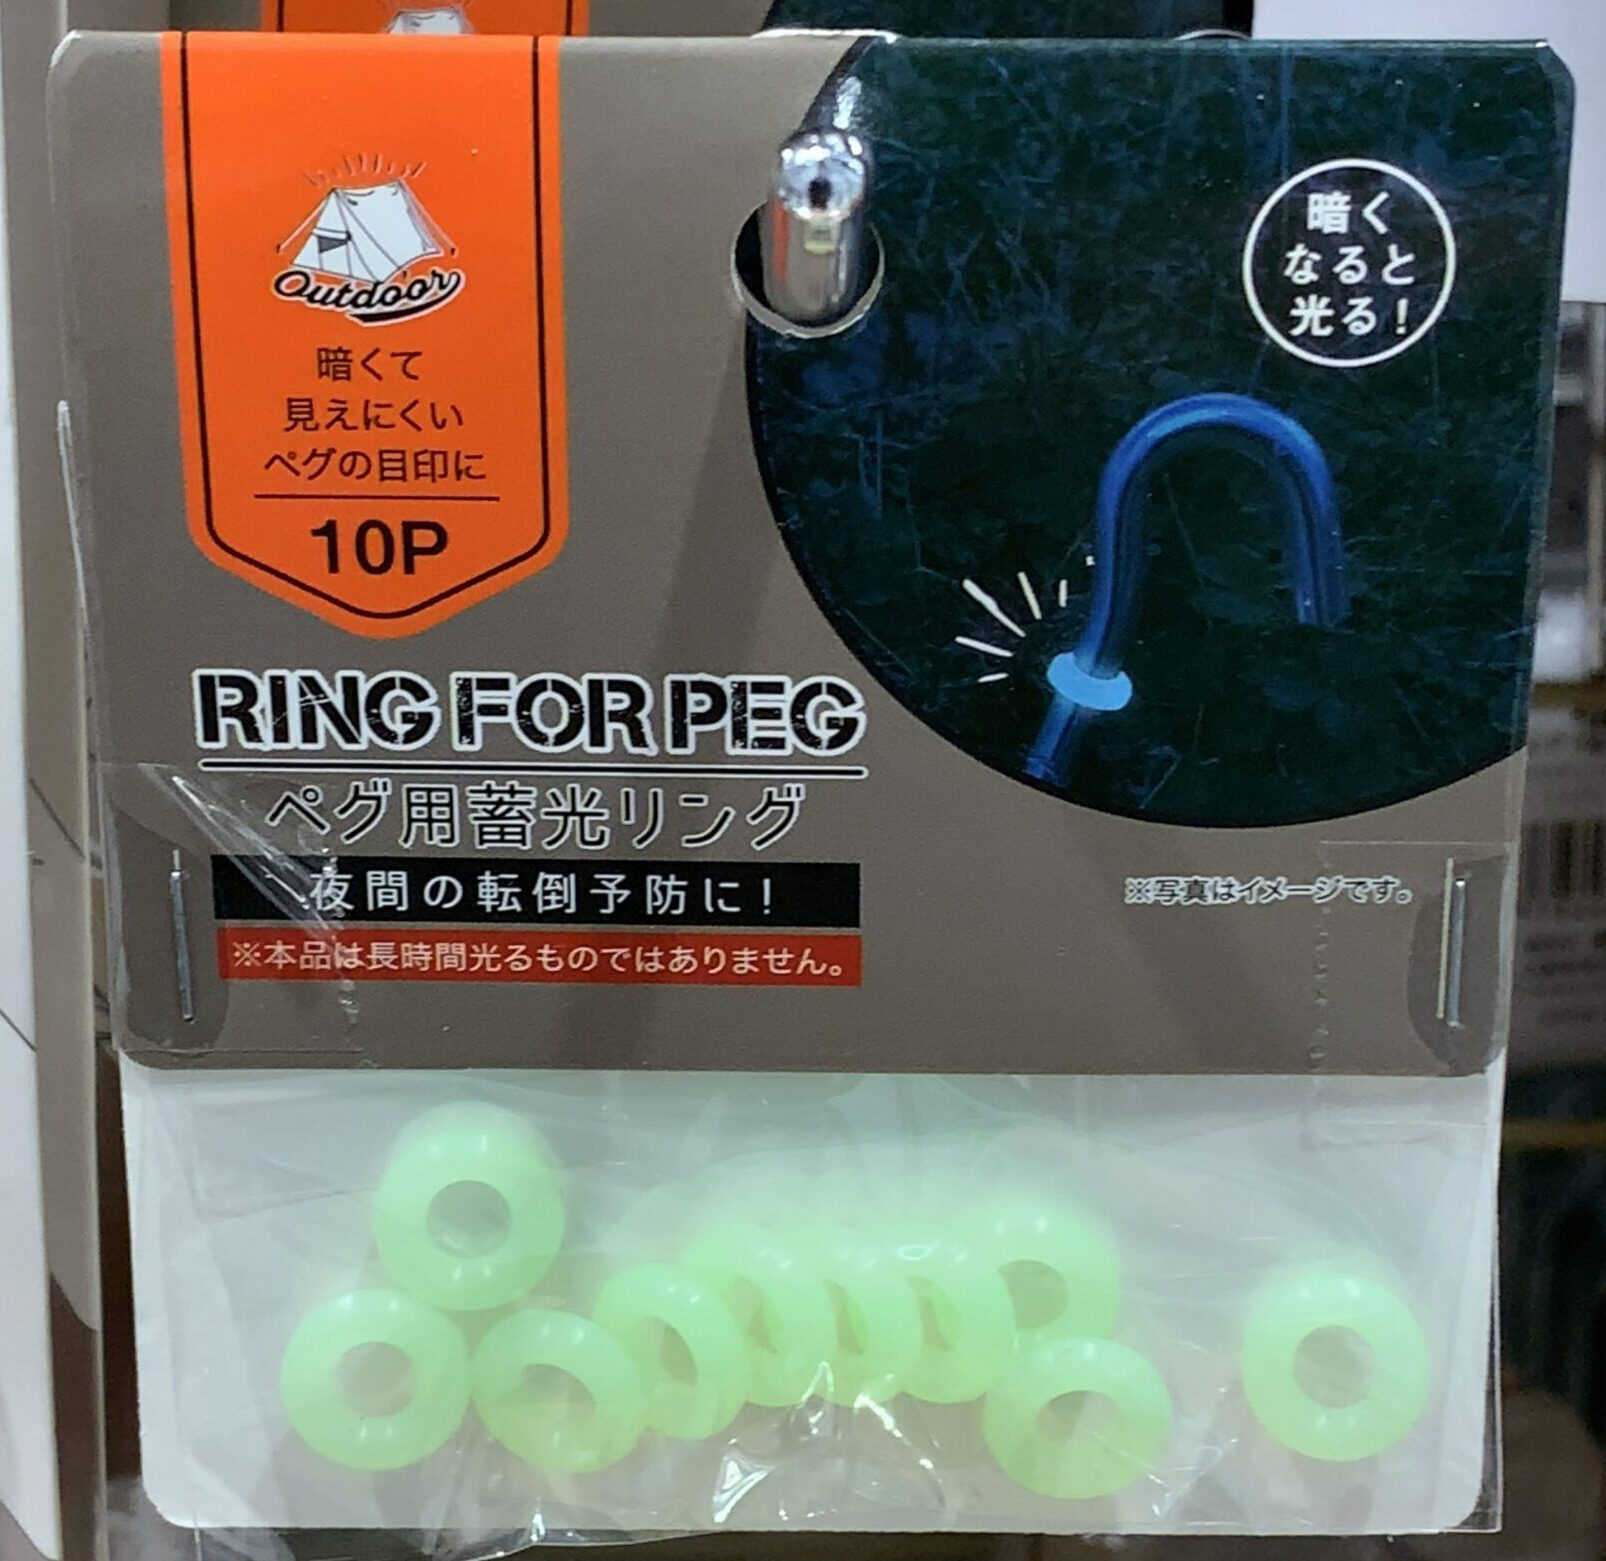 Outdoor
暗くて
見えにくい
ペグの目印に
10P
暗く
なると
光る!
RING FOR PEG
ペグ用蓄光リング
夜間の転倒予防に!
※本品は長時間光るものではありません。
※写真はイメージです。